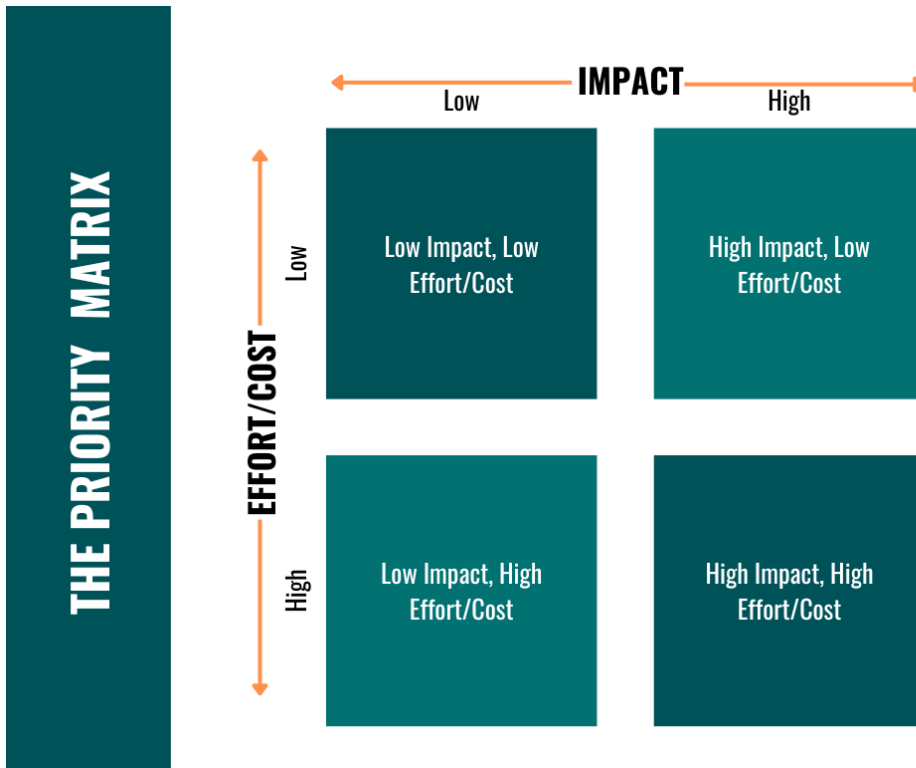 THE PRIORITY MATRIX
IMPACT
Low
High
EFFORT/COST
Low
High
Low Impact, Low
Effort/Cost
High Impact, Low
Effort/Cost
Low Impact, High
Effort/Cost
High Impact, High
Effort/Cost